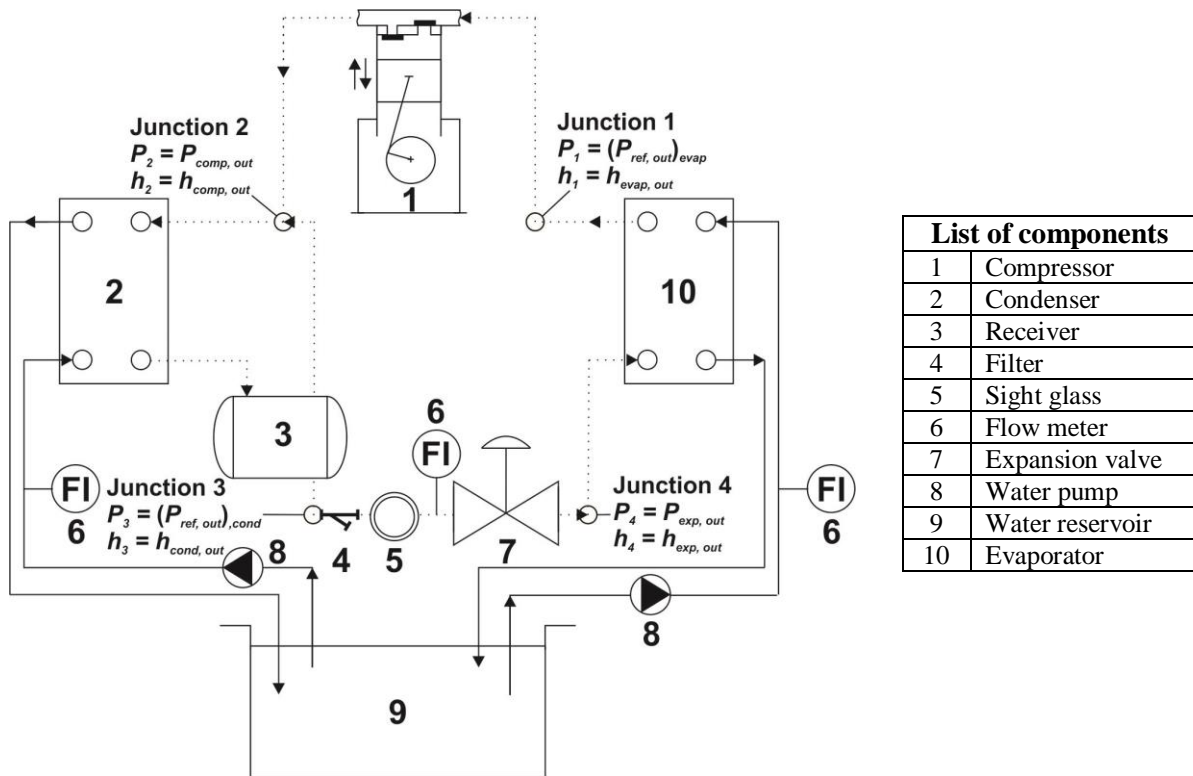 Junction 2
P2 = Pcomp, out
h2 = hcomp, out
Junction 1
P1 = (Pref, out)evap
h1 = hevap, out
1
2
10
3
6
FI
FI
6
Junction 3
P3 = (Pref, out),cond
h3 = hcond, out
8
4
5
7
Junction 4
P4 = Pexp, out
h4 = hexp, out
FI
6
8
9
List of components
1 Compressor
2 Condenser
3 Receiver
4 Filter
5 Sight glass
6 Flow meter
7 Expansion valve
8 Water pump
9 Water reservoir
10 Evaporator